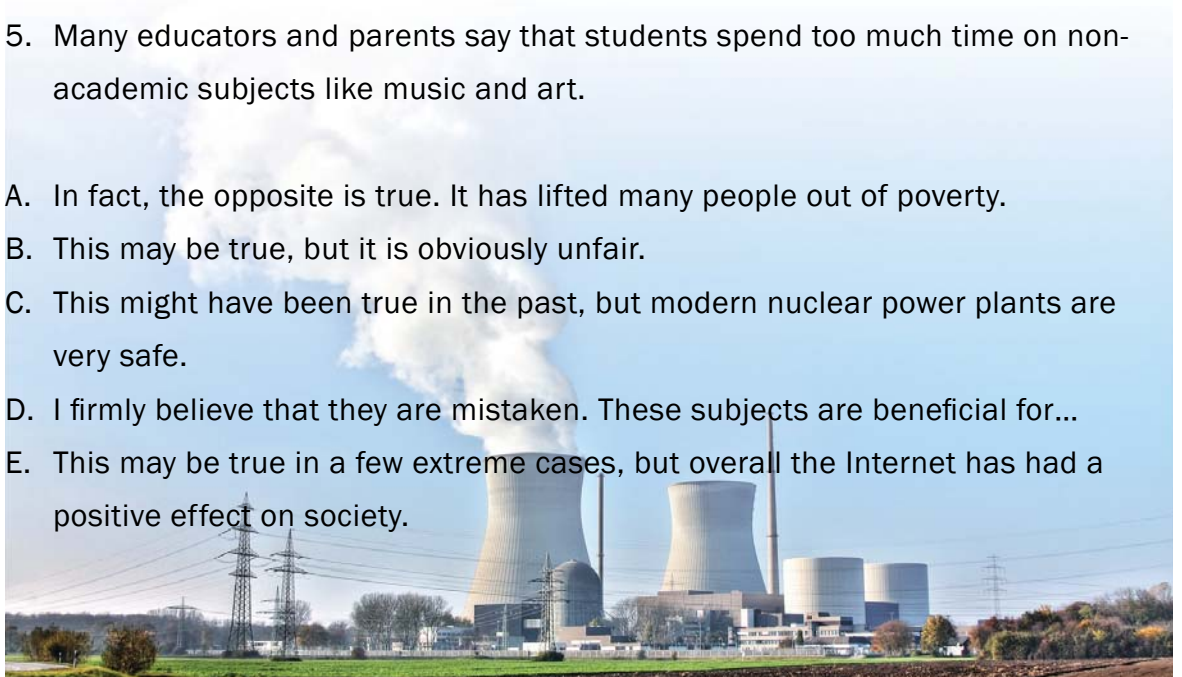 5. Many educators and parents say that students spend too much time on non-
academic subjects like music and art.
A. In fact, the opposite is true. It has lifted many people out of poverty.
B. This may be true, but it is obviously unfair.
C. This might have been true in the past, but modern nuclear power plants are
very safe.
D. I firmly believe that they are mistaken. These subjects are beneficial for...
E. This may be true in a few extreme cases, but overall the Internet has had a
positive effect on society.